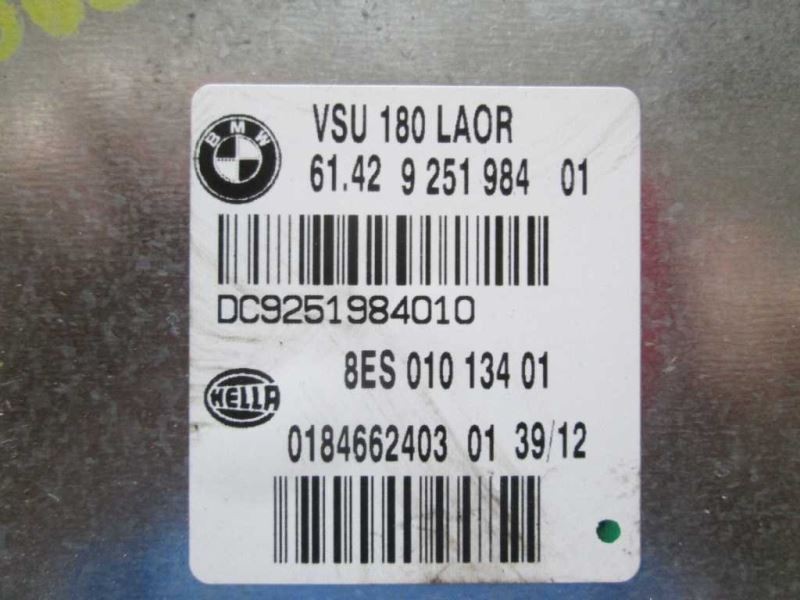 BMW
VSU 180 LAOR
61.42 9 251 984 01
DC9251984010
8ES 010 134 01
HELLA
0184662403 01 39/12